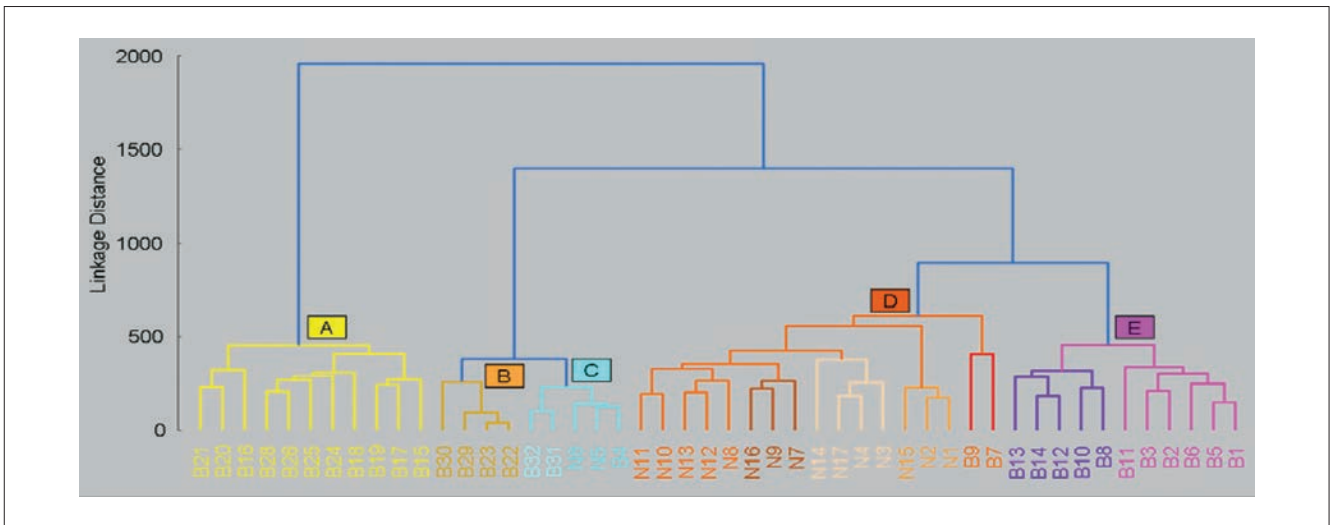 2000
1500
1000
500
0
Linkage Distance
A
B
C
D
E
B21 B20 B16 B28 B26 B25 B24 B18 B19 B17 B15 B30 B29 B23 B22 B32 B31 N11 N10 N13 N12 N8 N16 N9 N7 N14 N17 N4 N3 N15 N2 N1 B9 B7 B13 B14 B12 B10 B8 B11 B3 B2 B6 B5 B1